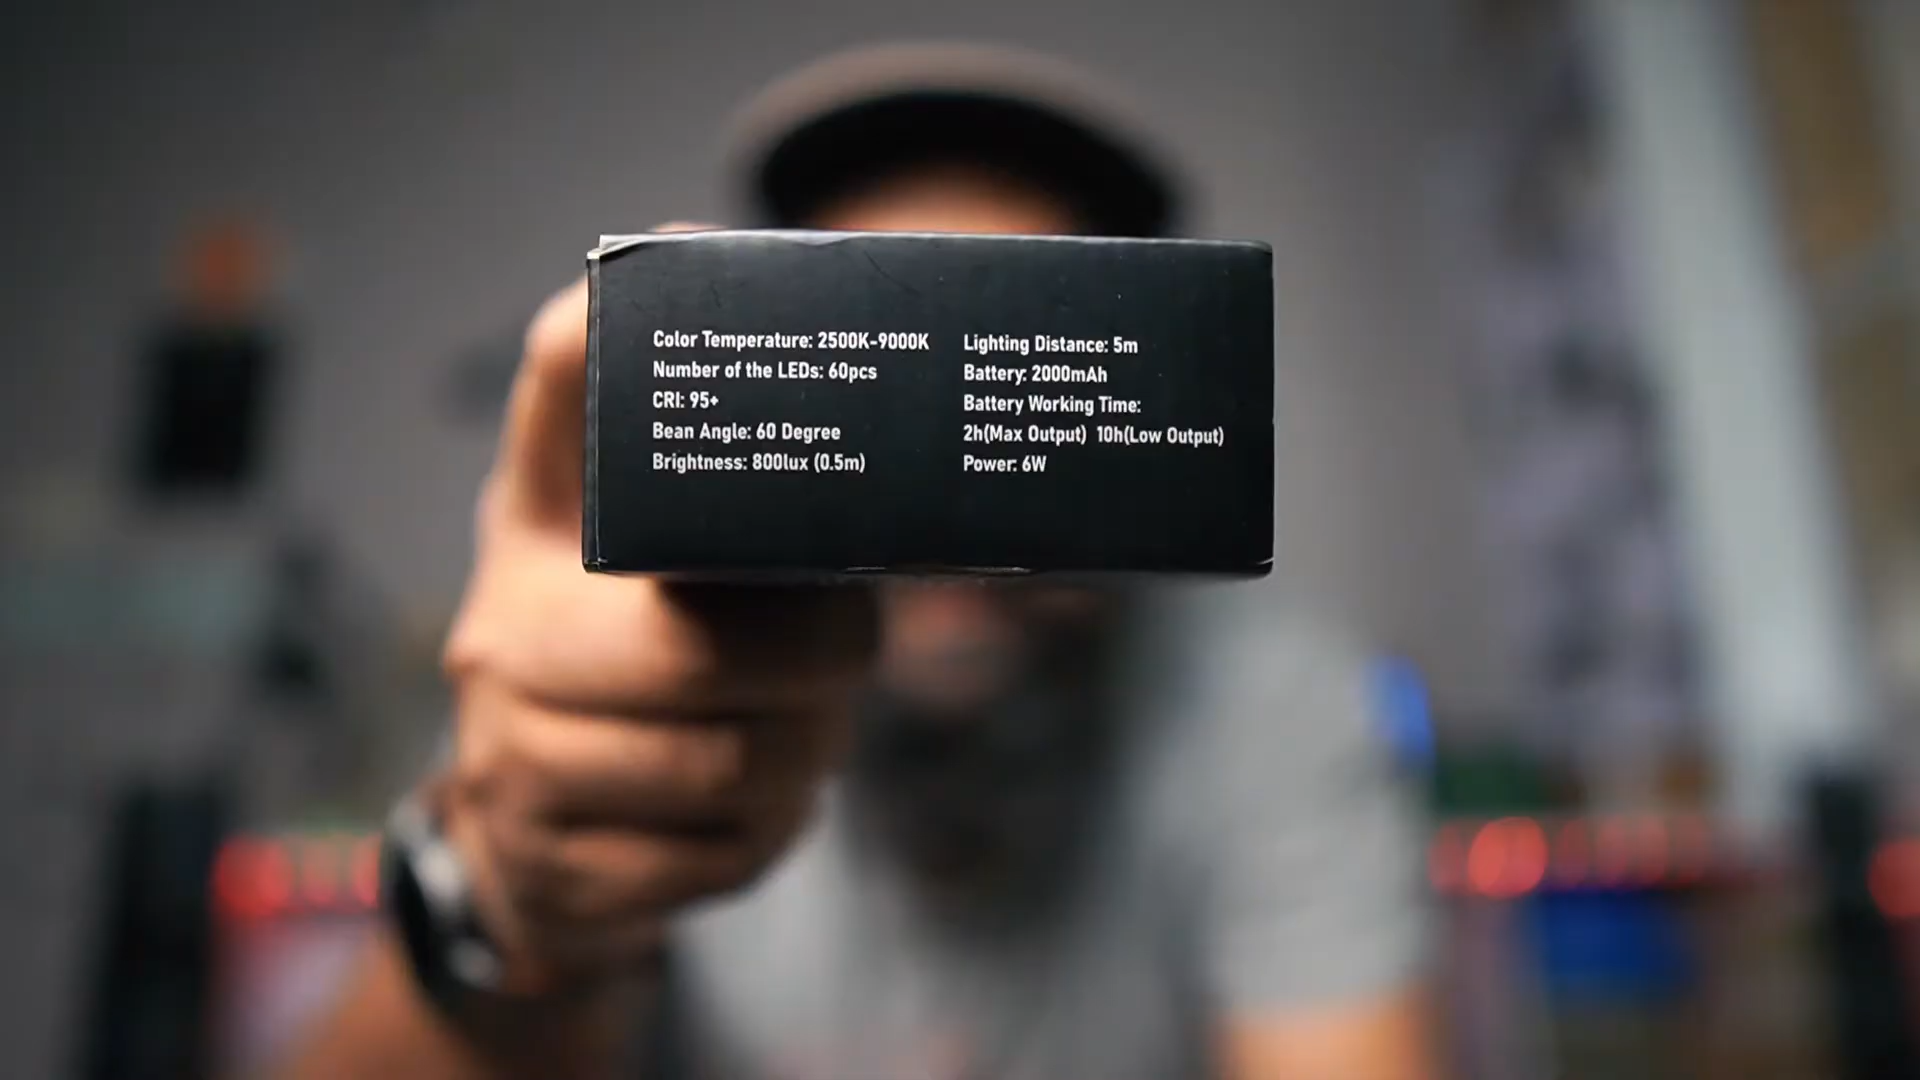 Color Temperature: 2500K-9000K
Number of the LEDs: 60pcs
CRI: 95+
Bean Angle: 60 Degree
Brightness: 800lux (0.5m)
Lighting Distance: 5m
Battery: 2000mAh
Battery Working Time:
2h(Max Output) 10h(Low Output)
Power: 6W